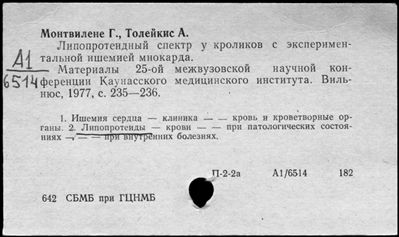 Монтвилене Г., Толейкис А.
Липопротеидный спектр у кроликов с эксперимен-
тальной ишемией миокарда.
А1
6514
Материалы 25-ой межвузовской научной кон-
ференции Каунасского медицинского института. Виль-
нюс, 1977, с. 235—236.
1. Ишемия сердца — клиника — — кровь и кроветворные ор-
ганы. 2. Липопротеиды — крови — — при патологических состоя-
ниях — — — при внутренних болезнях.
П-2-2а А1/6514 182
642 СБМБ при ГЦНМБ